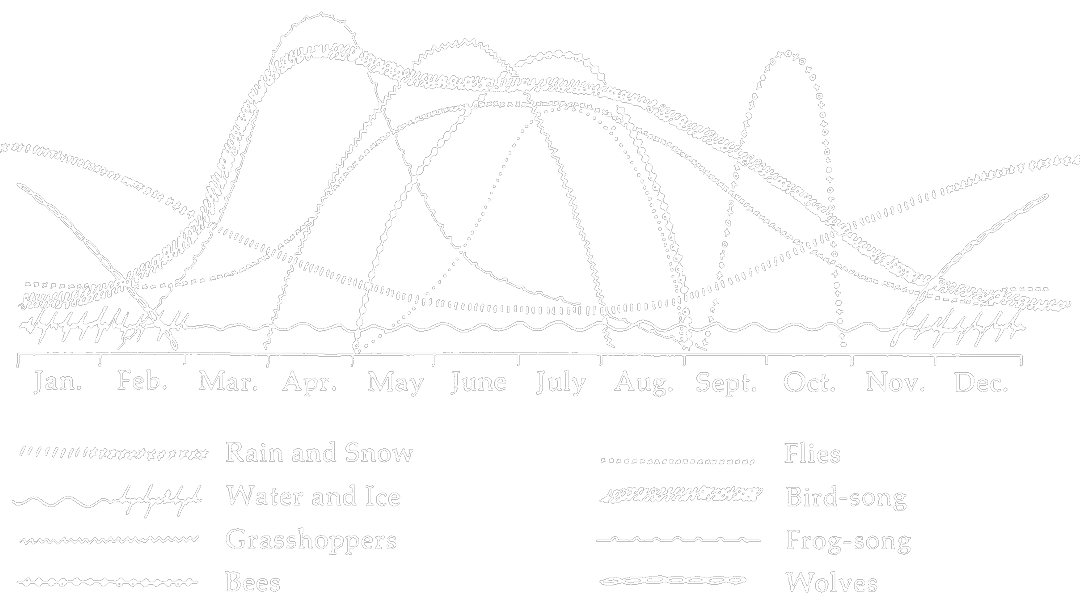 Jan. Feb. Mar. Apr. May June July Aug. Sept. Oct. Nov. Dec.
Rain and Snow
Water and Ice
Grasshoppers
Bees
Flies
Bird-song
Frog-song
Wolves